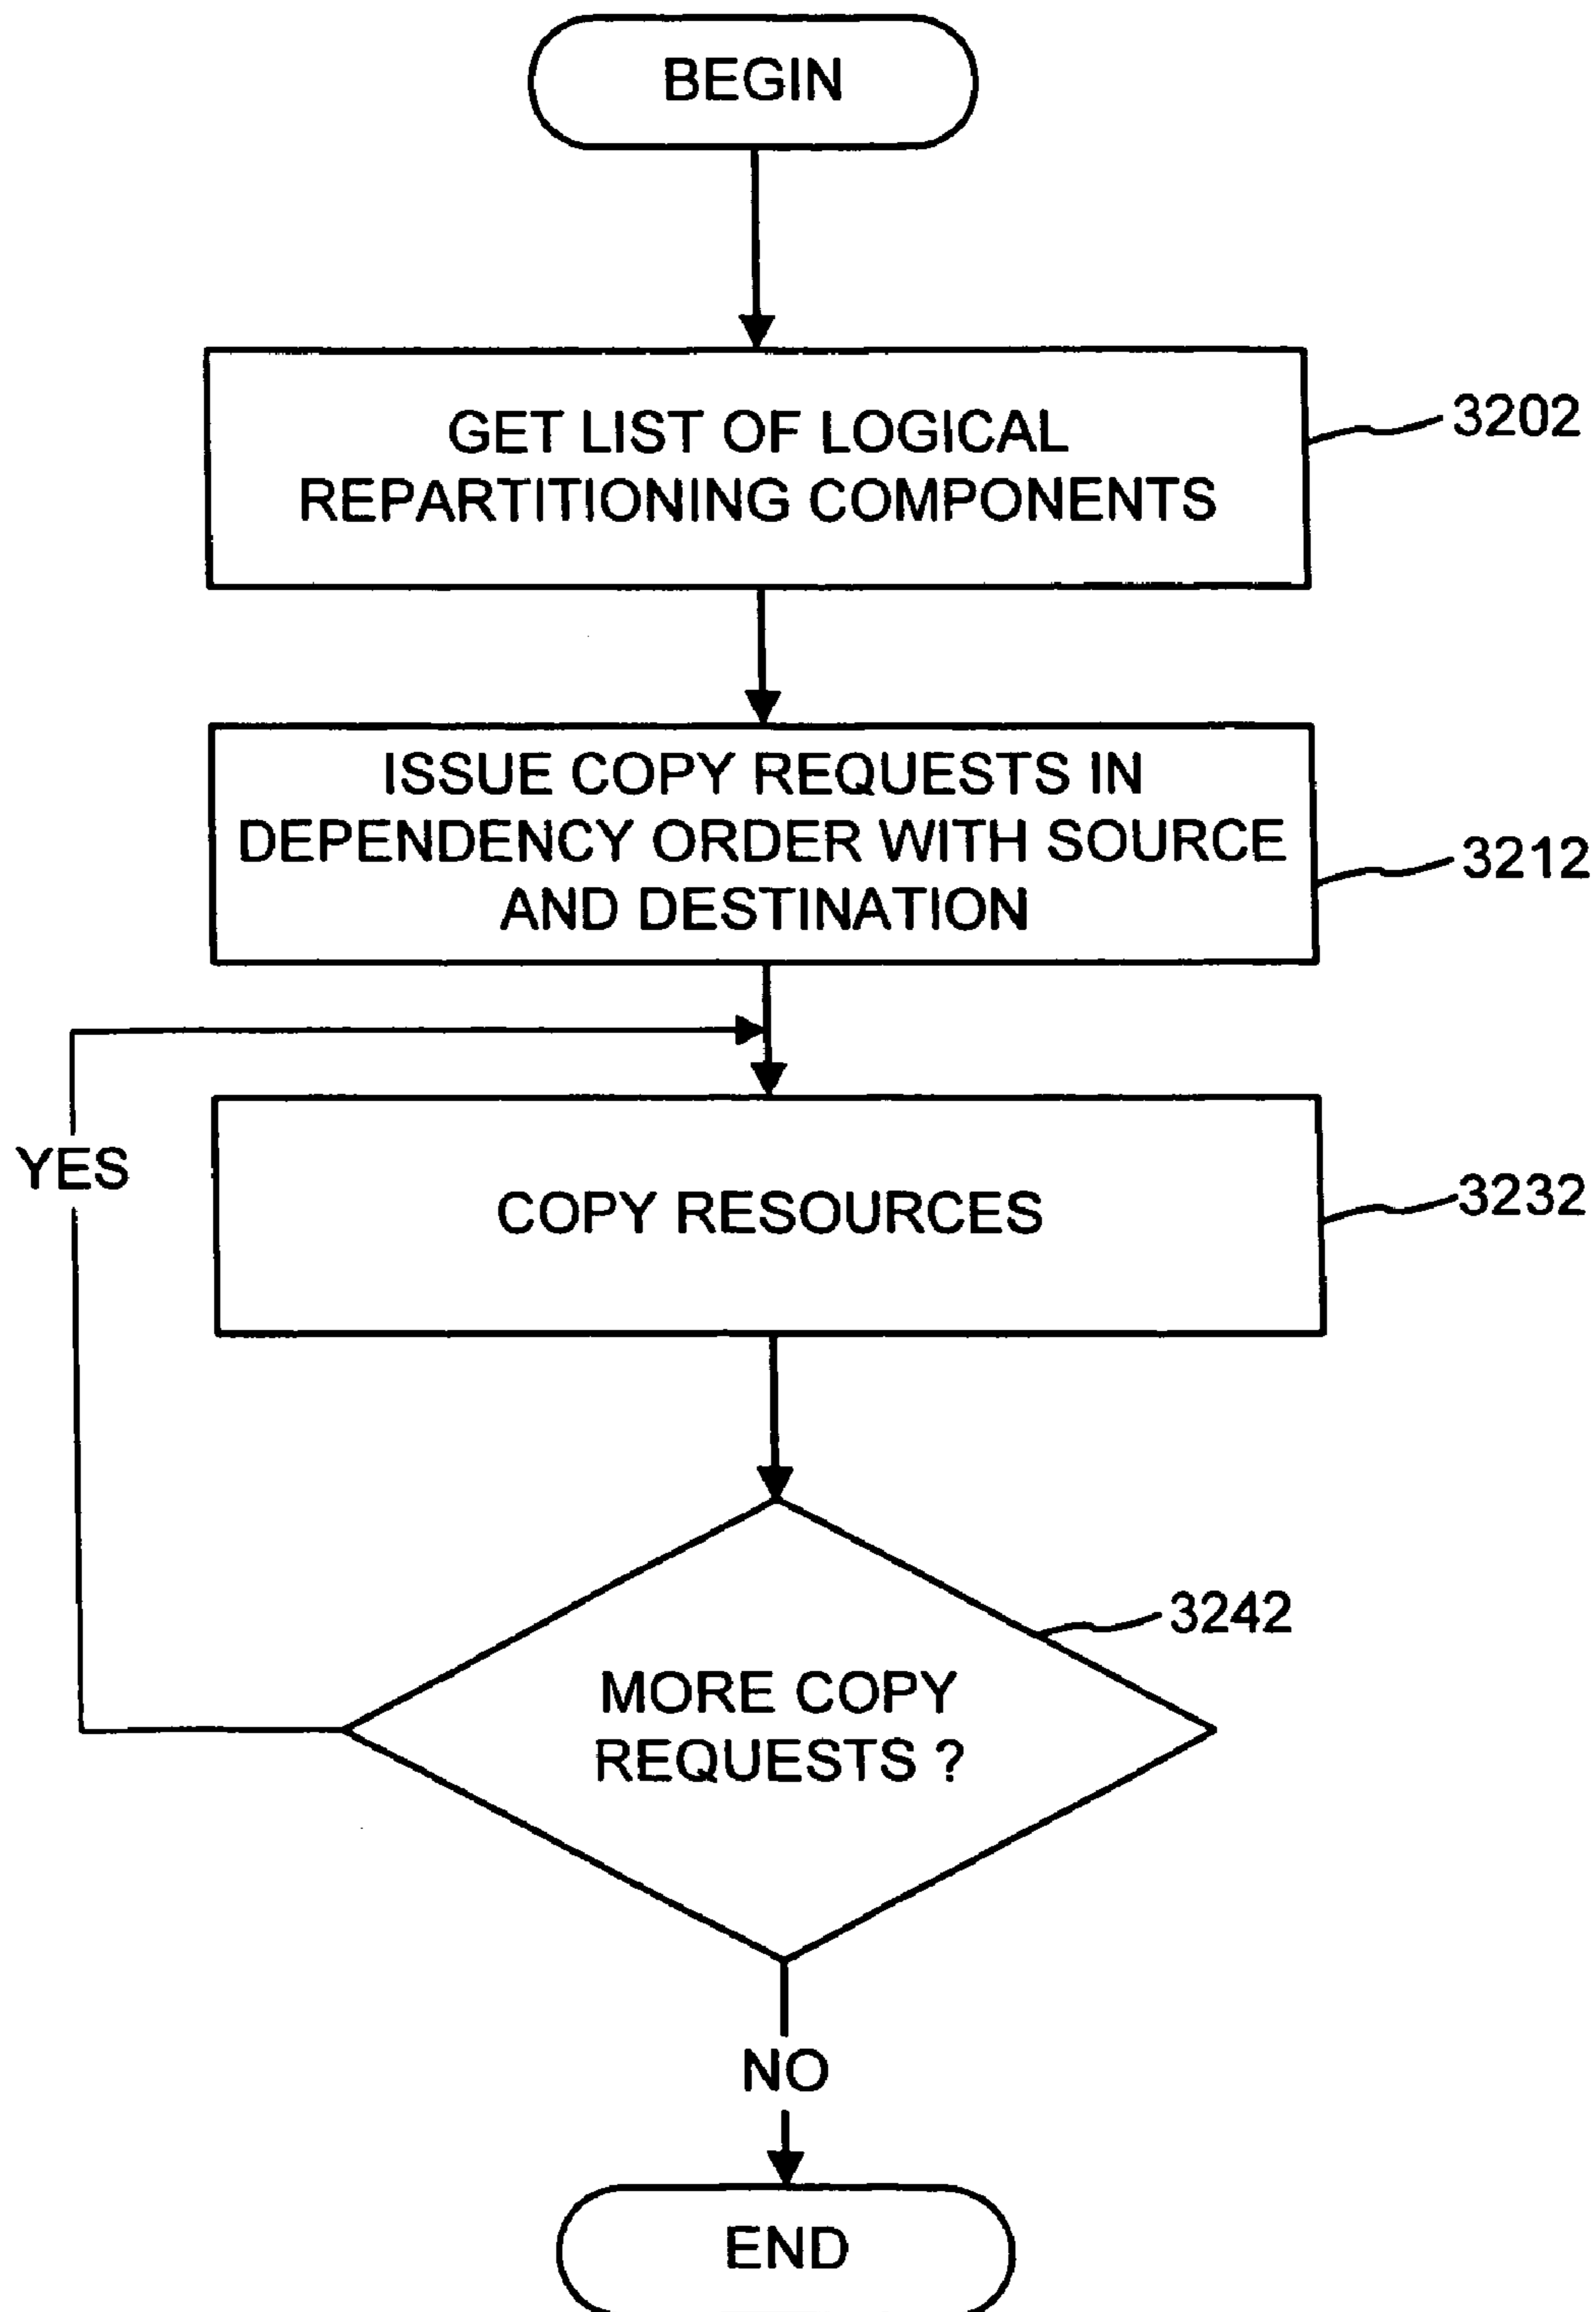 BEGIN
GET LIST OF LOGICAL
REPARTITIONING COMPONENTS
3202
ISSUE COPY REQUESTS IN
DEPENDENCY ORDER WITH SOURCE
AND DESTINATION
3212
YES
COPY RESOURCES
3232
3242
MORE COPY
REQUESTS ?
NO
END